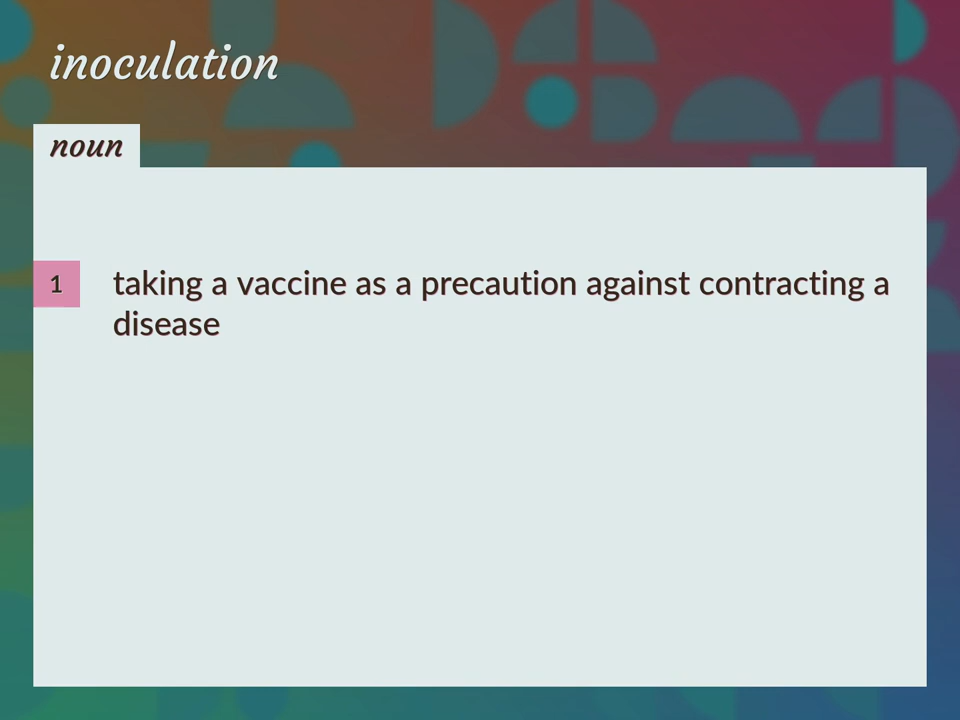 inoculation
noun
1
taking a vaccine as a precaution against contracting a
disease